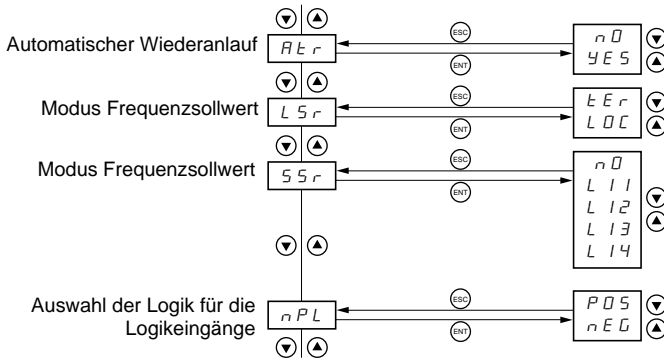 Automatischer Wiederanlauf
Atr
ESC
ENT
nO
YES
Modus Frequenzsollwert
LSr
ESC
ENT
tEr
LOC
Modus Frequenzsollwert
SSr
ESC
ENT
nO
LI1
LI2
LI3
LI4
Auswahl der Logik für die
Logikeingänge
nPL
ESC
ENT
POS
nEG